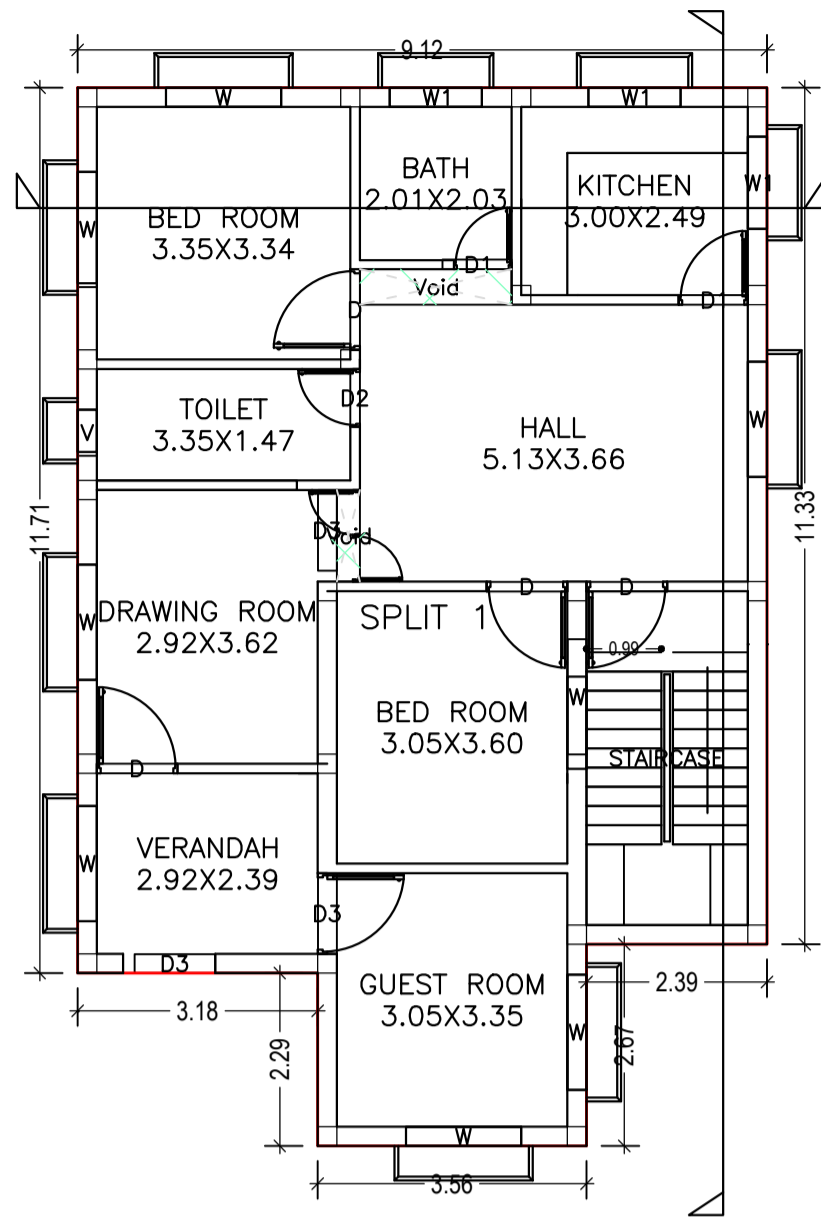 9.12
W
W1
W1
BATH
2.01X2.03
KITCHEN
3.00X2.49
W1
BED ROOM
3.35X3.34
W
D1
Void
D
D
TOILET
3.35X1.47
D2
V
HALL
5.13X3.66
W
11.71
11.33
D3
Void
DRAWING ROOM
2.92X3.62
W
D
D
SPLIT 1
0.99
BED ROOM
3.05X3.60
W
STAIRCASE
D
VERANDAH
2.92X2.39
W
D3
D3
GUEST ROOM
3.05X3.35
2.39
3.18
W
2.29
2.67
W
3.56